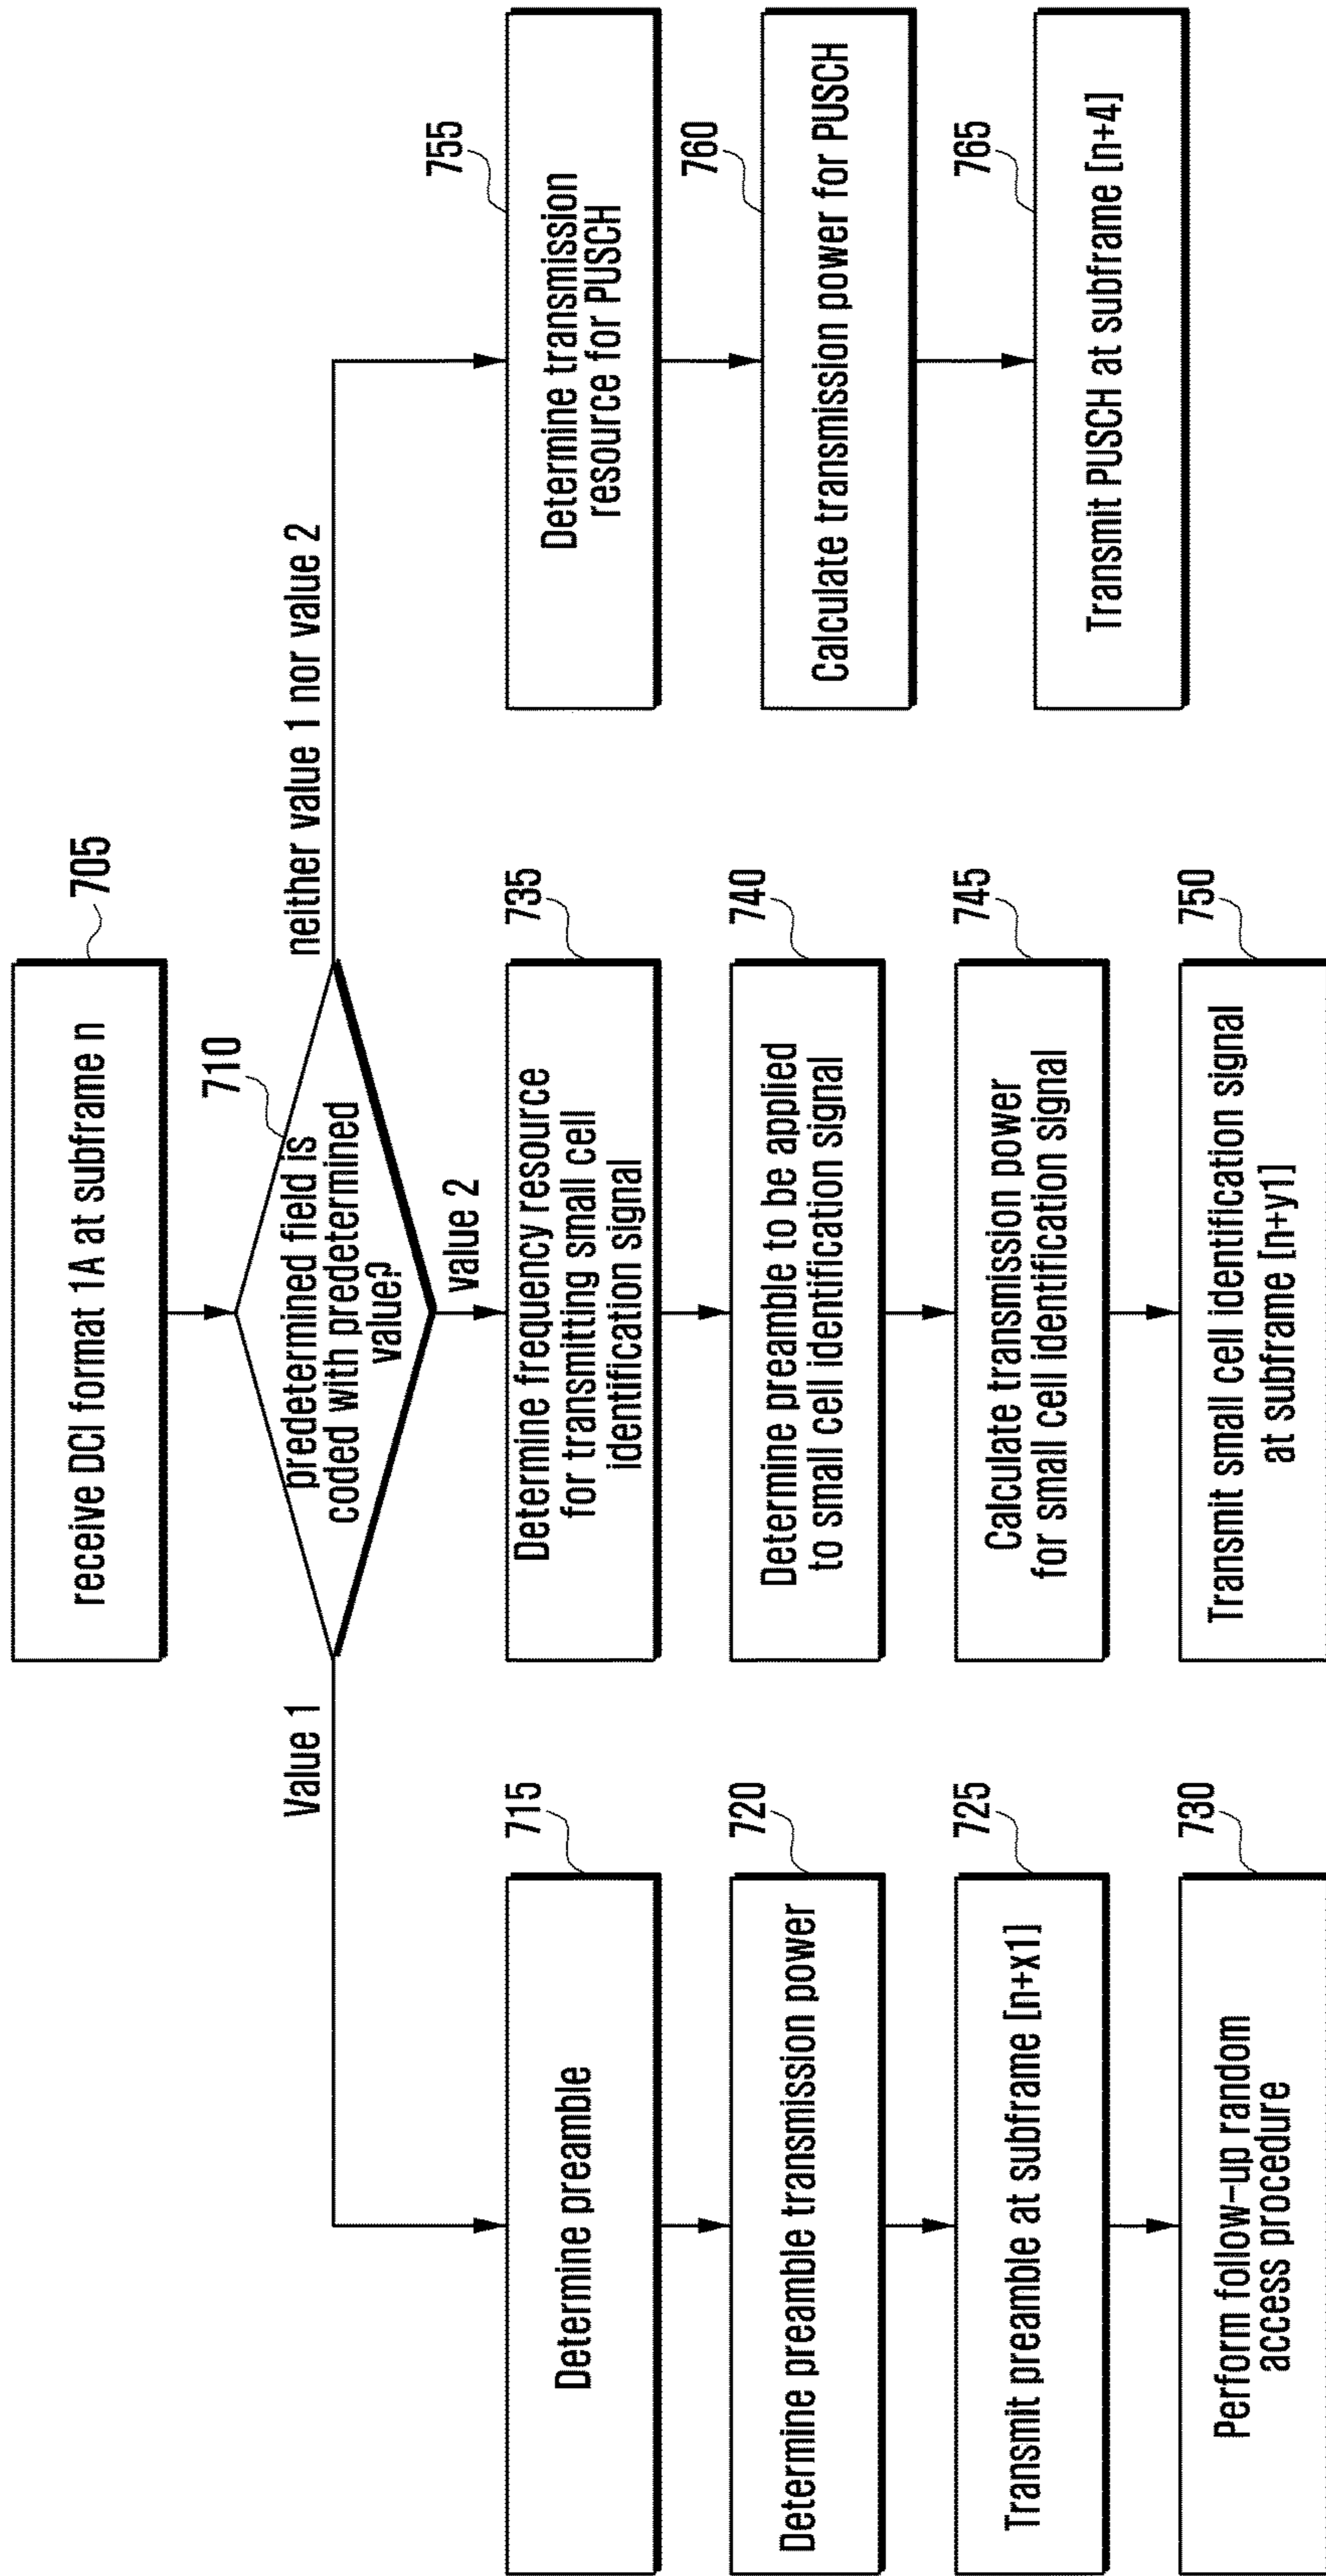 705
receive DCI format 1A at subframe n
710
predetermined field is
coded with predetermined
value?
Value 1
value 2
neither value 1 nor value 2
715
Determine preamble
720
Determine preamble transmission power
725
Transmit preamble at subframe [n+x1]
730
Perform follow-up random
access procedure
735
Determine frequency resource
for transmitting small cell
identification signal
740
Determine preamble to be applied
to small cell identification signal
745
Calculate transmission power
for small cell identification signal
750
Transmit small cell identification signal
at subframe [n+y1]
755
Determine transmission
resource for PUSCH
760
Calculate transmission power for PUSCH
765
Transmit PUSCH at subframe [n+4]